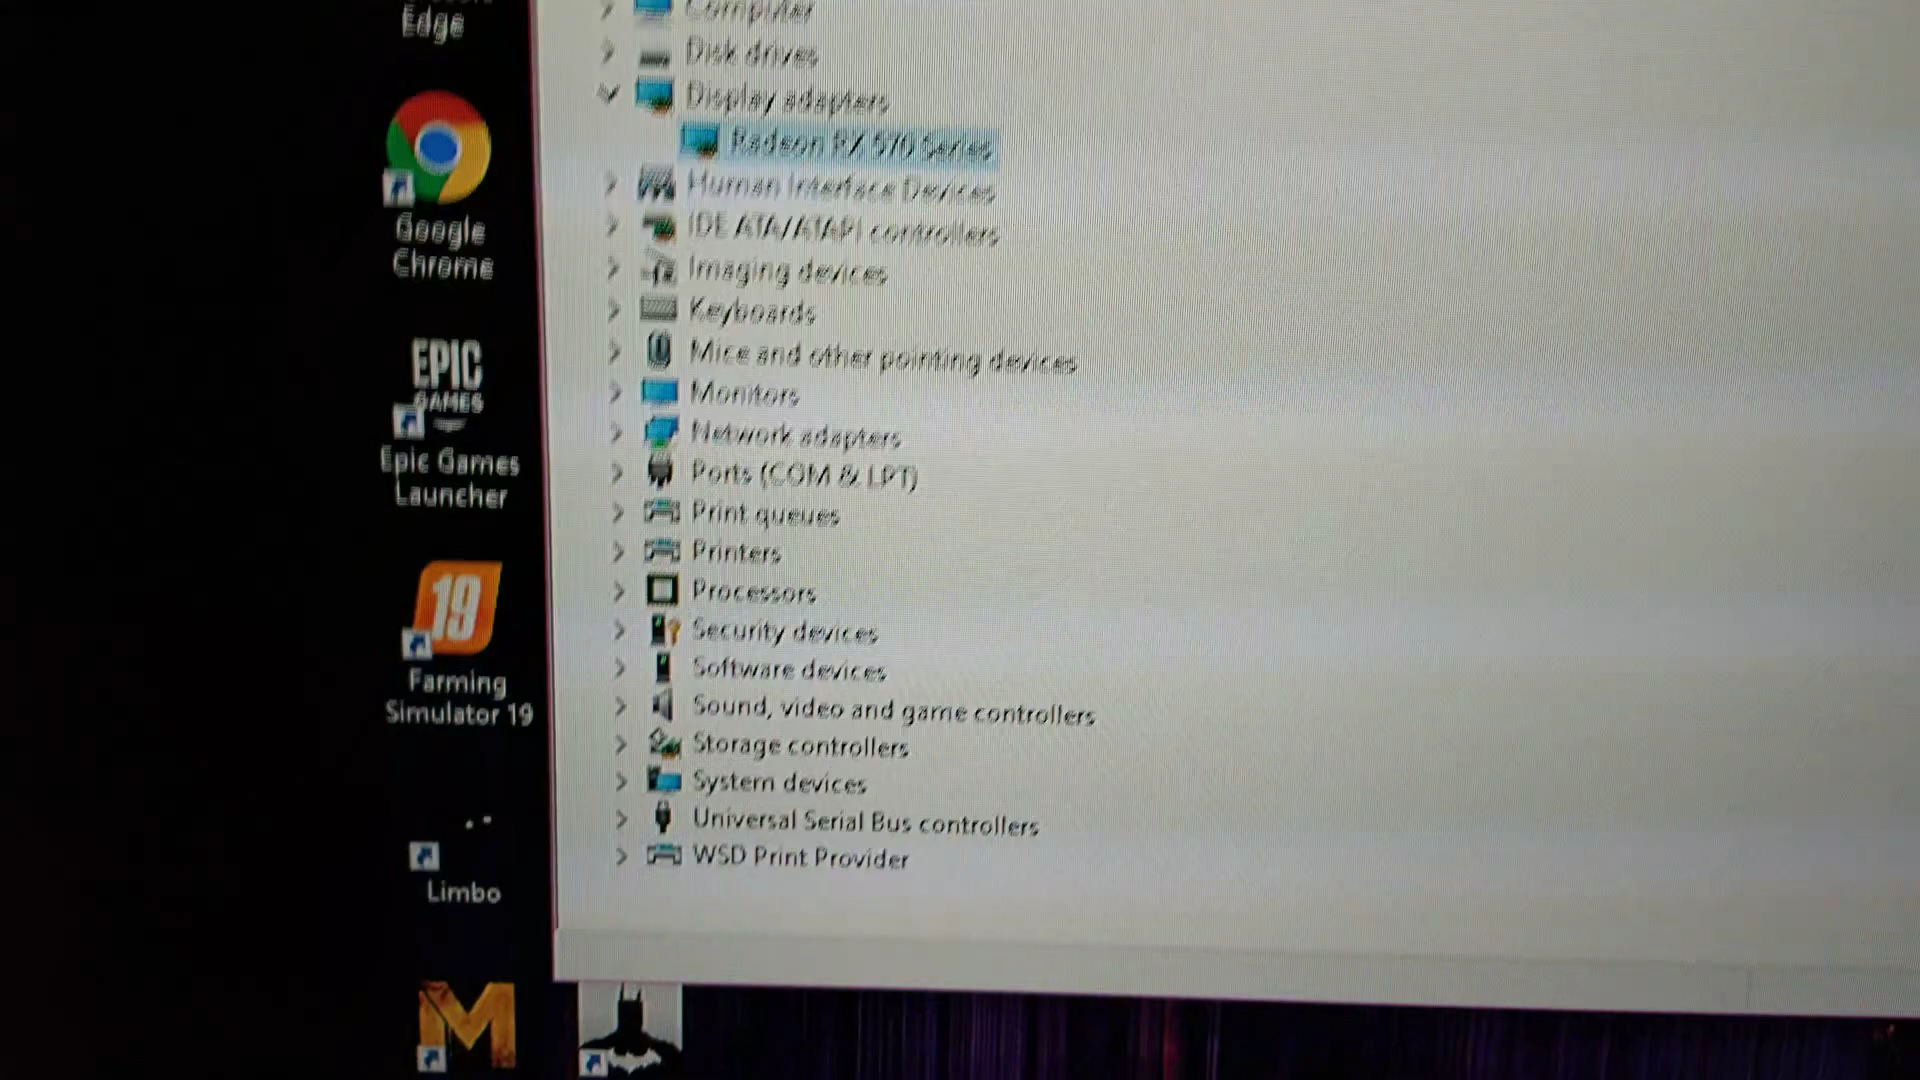 Edge
Computer
Disk drives
Display adapters
Radeon RX 570 Series
Human Interface Devices
IDE ATA/ATAPI controllers
Imaging devices
Keyboards
Mice and other pointing devices
Monitors
Network adapters
Ports (COM & LPT)
Print queues
Printers
Processors
Security devices
Software devices
Sound, video and game controllers
Storage controllers
System devices
Universal Serial Bus controllers
WSD Print Provider
Google
Chrome
EPIC
GAMES
Epic Games
Launcher
19
Farming
Simulator 19
Limbo
M